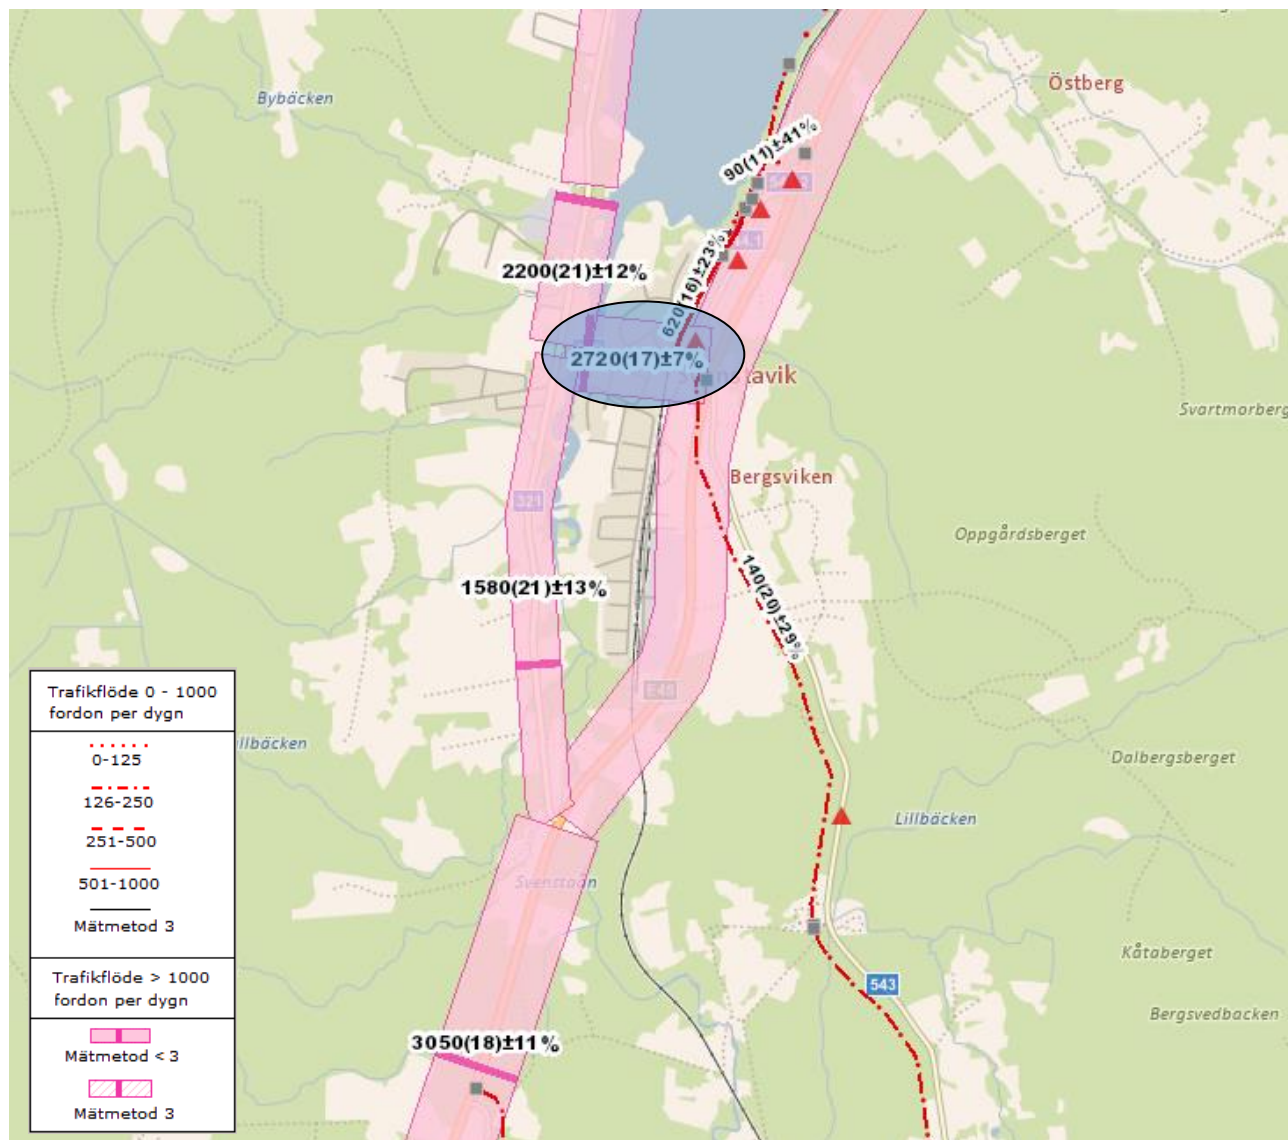 Östberg
Bybäcken
90(11)±41%
620(16)±23%
2200(21)±12%
2720(17)±7%
Svartmorberg
Bergsviken
321
Oppgårdsberget
1580(21)±13%
140(20)±29%
E45
Dalbergsberget
Lillbäcken
Svenstaån
543
Kåtaberget
Bergsvedbacken
3050(18)±11%
Trafikflöde 0 - 1000
fordon per dygn
0-125
126-250
251-500
501-1000
Mätmetod 3
Trafikflöde > 1000
fordon per dygn
Mätmetod < 3
Mätmetod 3